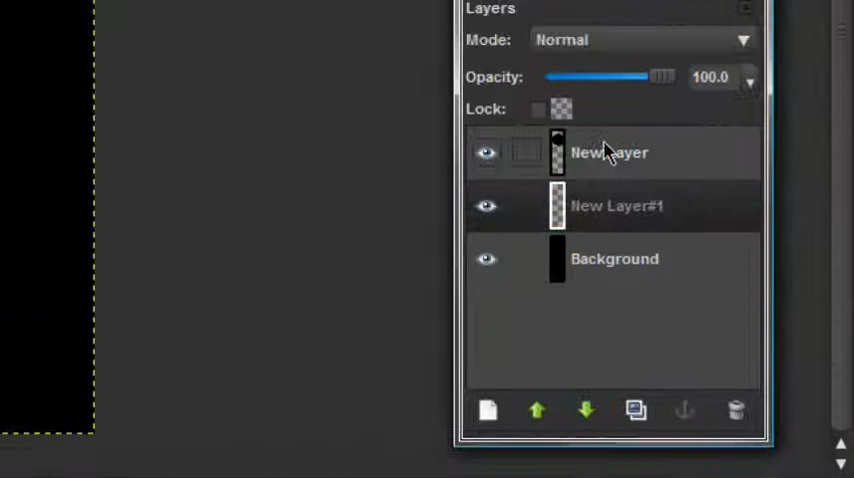 Layers
Mode: Normal
Opacity: 100.0
Lock:
New Layer
New Layer#1
Background